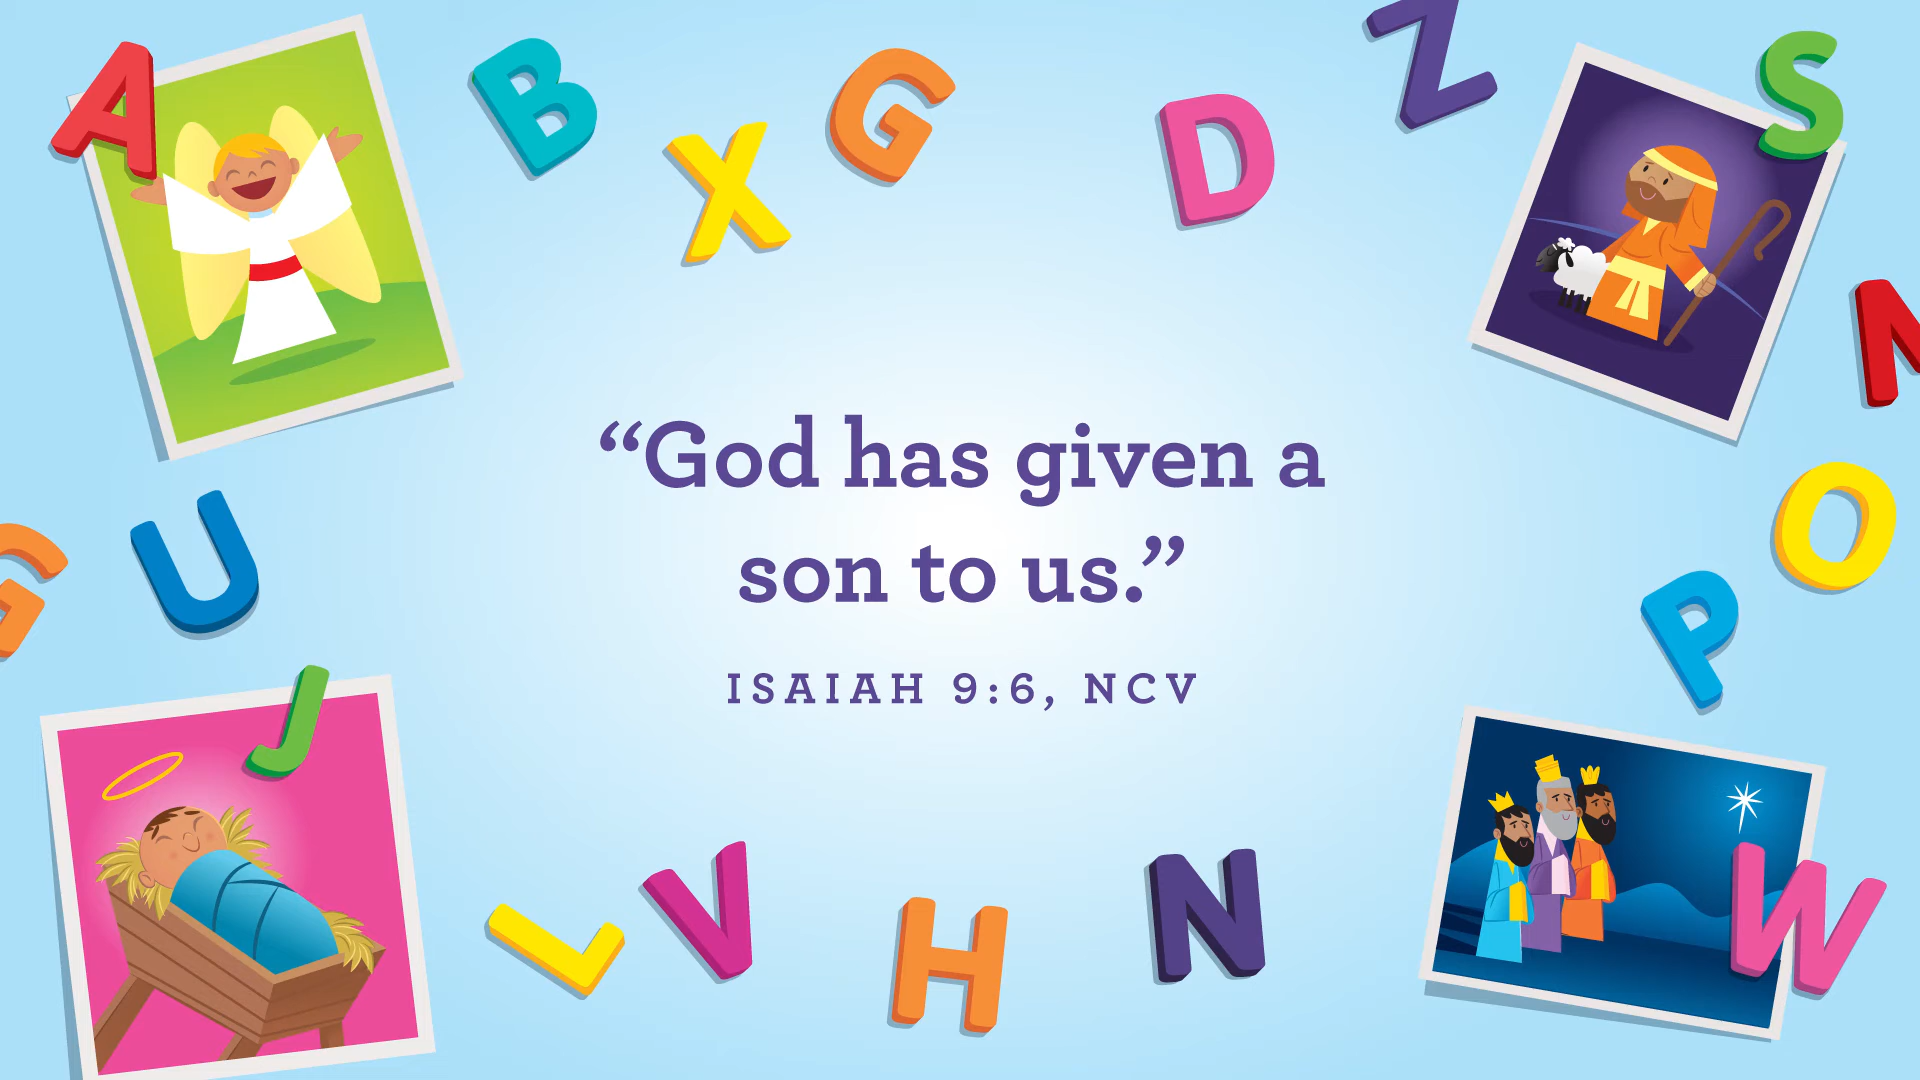 A
B
X
G
D
Z
S
“God has given a
son to us.”
ISAIAH 9:6, NCV
G
U
J
O
P
L
V
H
N
W